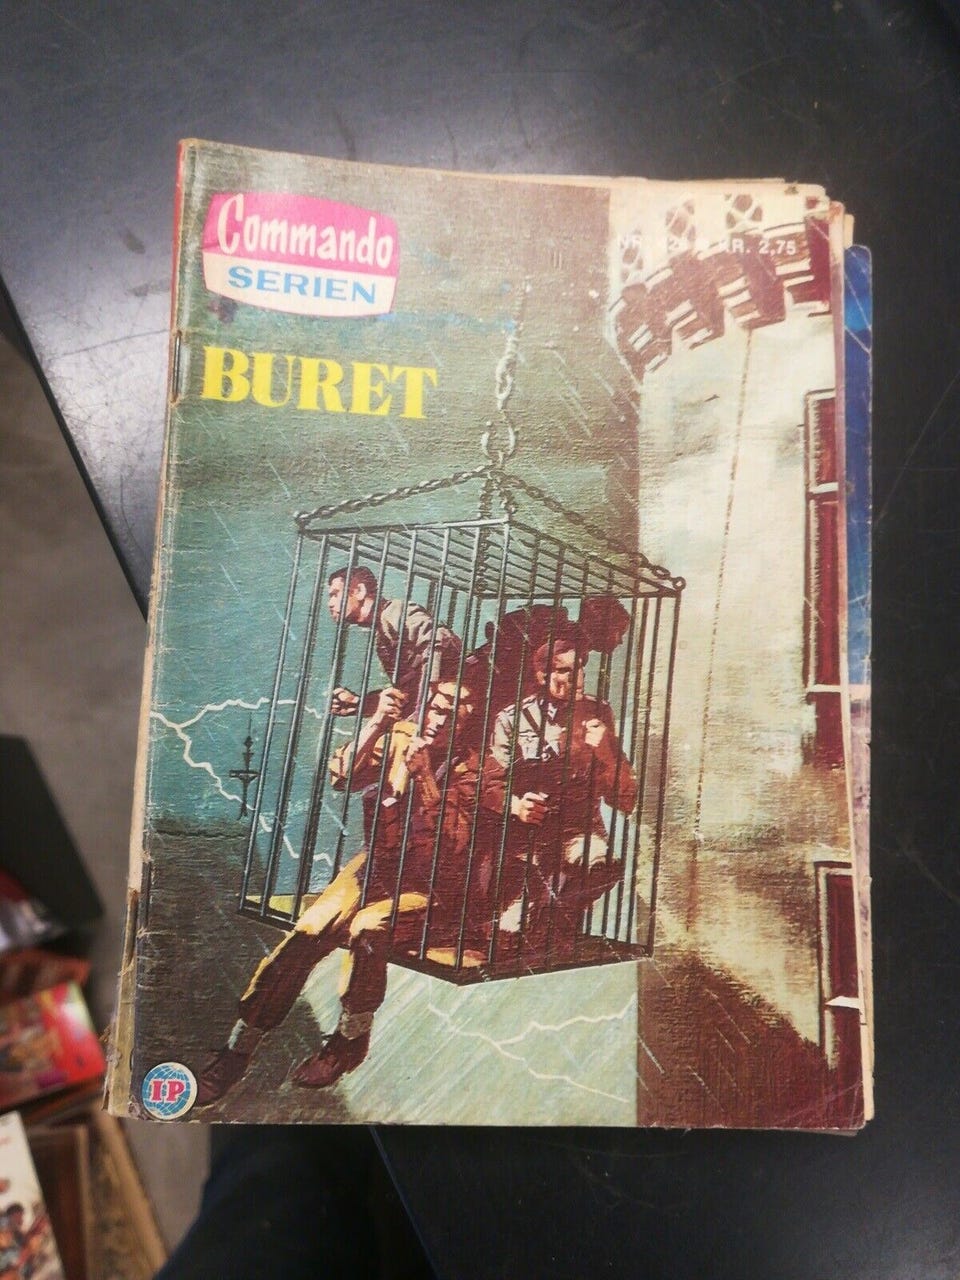 Commando
SERIEN
KR. 2,75
BURET
IP